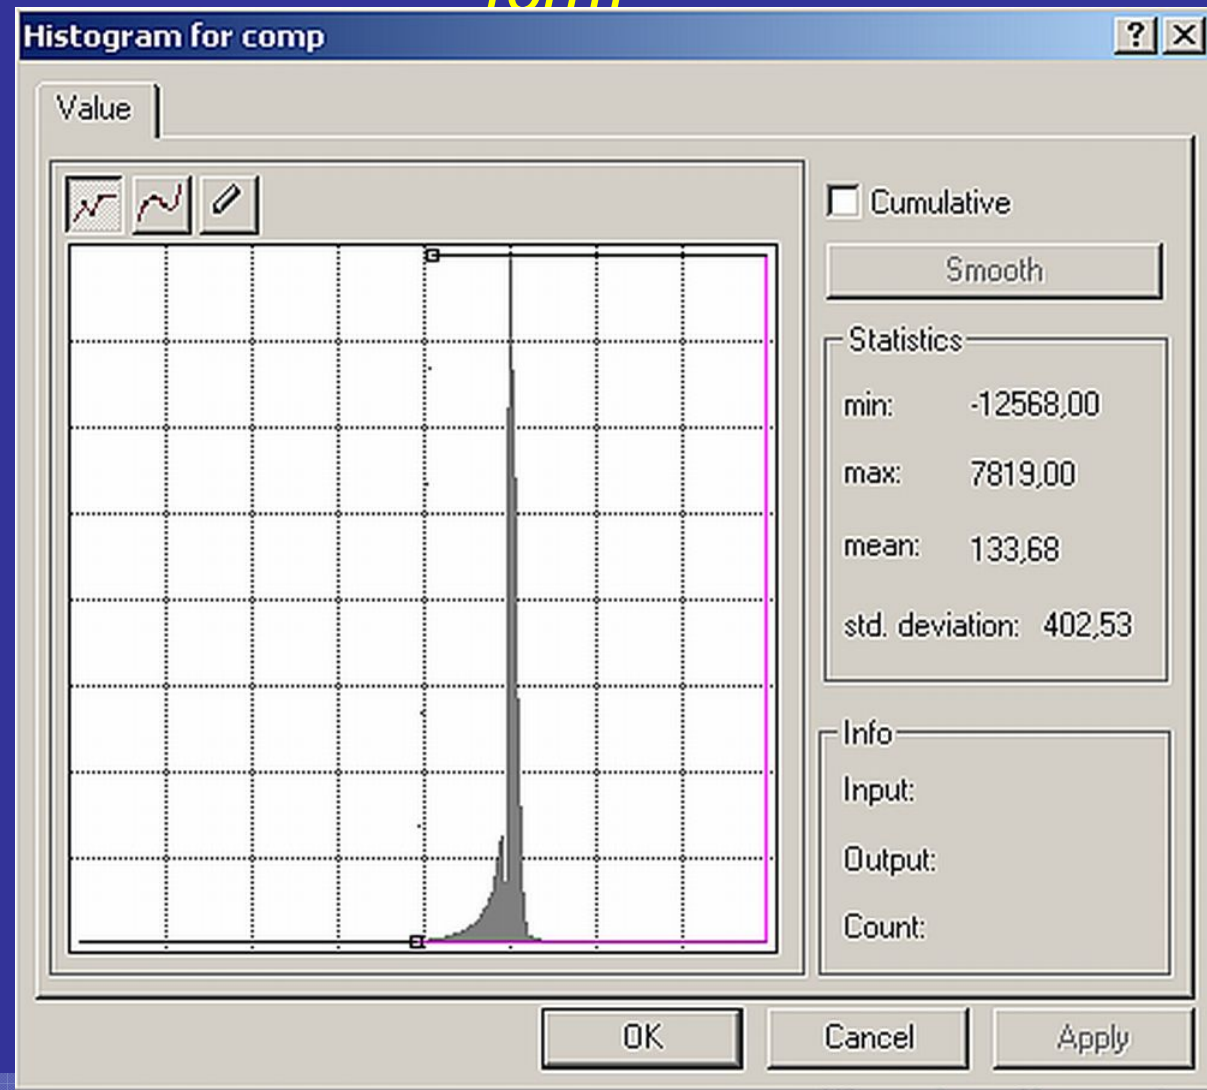 form
Histogram for comp
Value
Cumulative
Smooth
Statistics
min: -12568,00
max: 7819,00
mean: 133,68
std. deviation: 402,53
Info
Input:
Output:
Count:
OK Cancel Apply